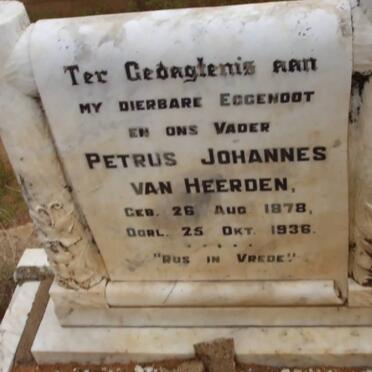 Ter Gedagtenis aan
MY DIERBARE EGGENOOT
EN ONS VADER
PETRUS JOHANNES
VAN HEERDEN,
GEB. 26 AUG 1878,
OORL. 25 OKT. 1936.
"RUS IN VREDE"